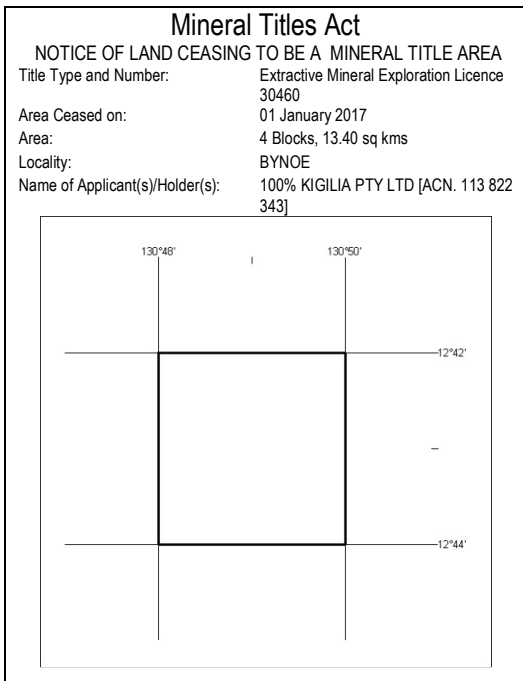 Mineral Titles Act
NOTICE OF LAND CEASING TO BE A MINERAL TITLE AREA
Title Type and Number: Extractive Mineral Exploration Licence
30460
Area Ceased on: 01 January 2017
Area: 4 Blocks, 13.40 sq kms
Locality: BYNOE
Name of Applicant(s)/Holder(s): 100% KIGILIA PTY LTD [ACN. 113 822
343]
130°48' 130°50'
12°42'
12°44'